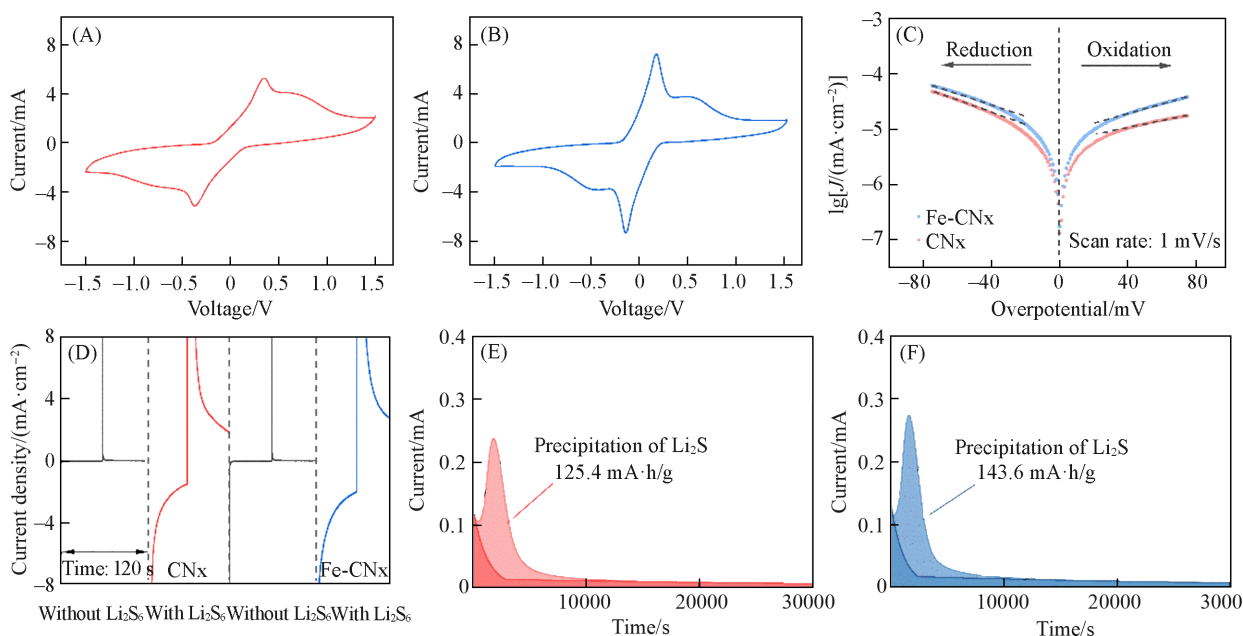 (A)
8
4
0
−4
−8
Current/mA
−1.5 −1.0 −0.5 0 0.5 1.0 1.5
Voltage/V
(B)
8
4
0
−4
−8
Current/mA
−1.5 −1.0 −0.5 0 0.5 1.0 1.5
Voltage/V
(C)
−3
−4
−5
−6
−7
lg[J/(mA·cm⁻²)]
Reduction Oxidation
Fe-CNx
CNx
Scan rate: 1 mV/s
−80 −40 0 40 80
Overpotential/mV
(D)
8
4
0
−4
−8
Current density/(mA·cm⁻²)
Time: 120 s
CNx
Fe-CNx
Without Li₂S₆ With Li₂S₆ Without Li₂S₆ With Li₂S₆
(E)
0.4
0.3
0.2
0.1
0
Current/mA
Precipitation of Li₂S
125.4 mA·h/g
10000 20000 30000
Time/s
(F)
0.4
0.3
0.2
0.1
0
Current/mA
Precipitation of Li₂S
143.6 mA·h/g
10000 20000 30000
Time/s